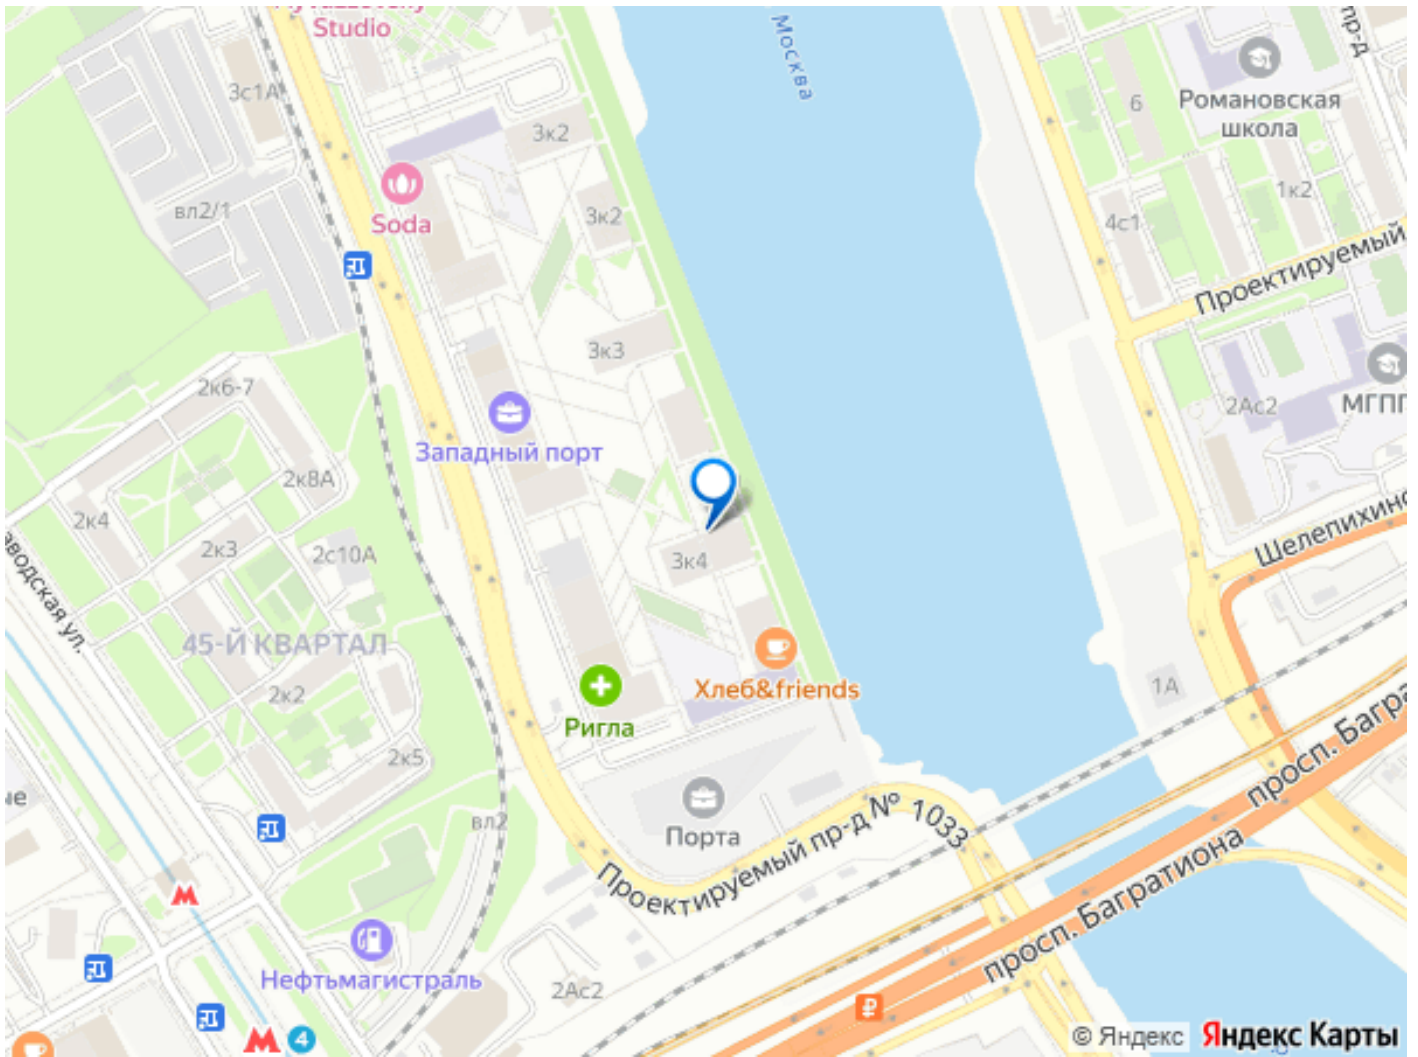 Studio
Москва
пр-д
3с1А
3к2
6
Романовская
школа
1к2
вл2/1
Soda
3к2
4с1
Проектируемый
3к3
2к6-7
2Ас2
Западный порт
2к8А
2к4
2к3
2с10А
3к4
Шелепихинс
45-Й КВАРТАЛ
2к2
Хлеб&friends
1А
Ригла
2к5
вл2
Порта
Проектируемый пр-д № 1033
просп. Багра
просп. Багратиона
Нефтьмагистраль
2Ас2
4
© Яндекс
Яндекс Карты